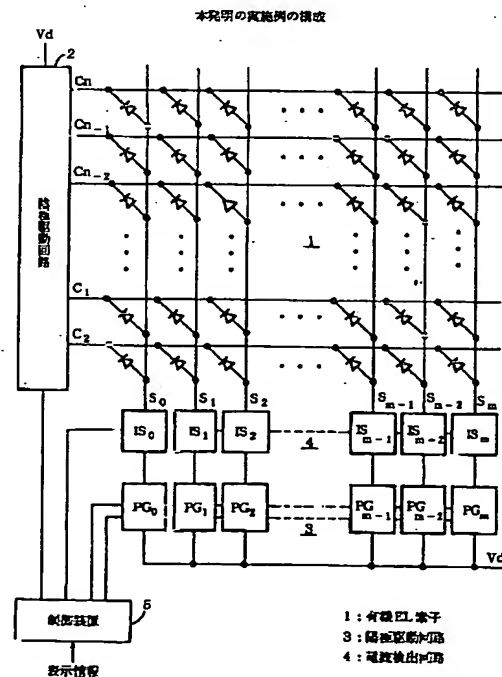 本発明の実施例の構成
Vd
2
Cn
Cn-1
Cn-2
陰極駆動回路
1
C1
C2
S0 S1 S2 Sm-1 Sm-2 Sm
IS0 IS1 IS2 ISm-1 ISm-2 ISm
4
PG0 PG1 PG2 PGm-1 PGm-2 PGm
3
Vd
制御装置
5
表示情報
1:有機EL素子
3:陽極駆動回路
4:電流検出回路